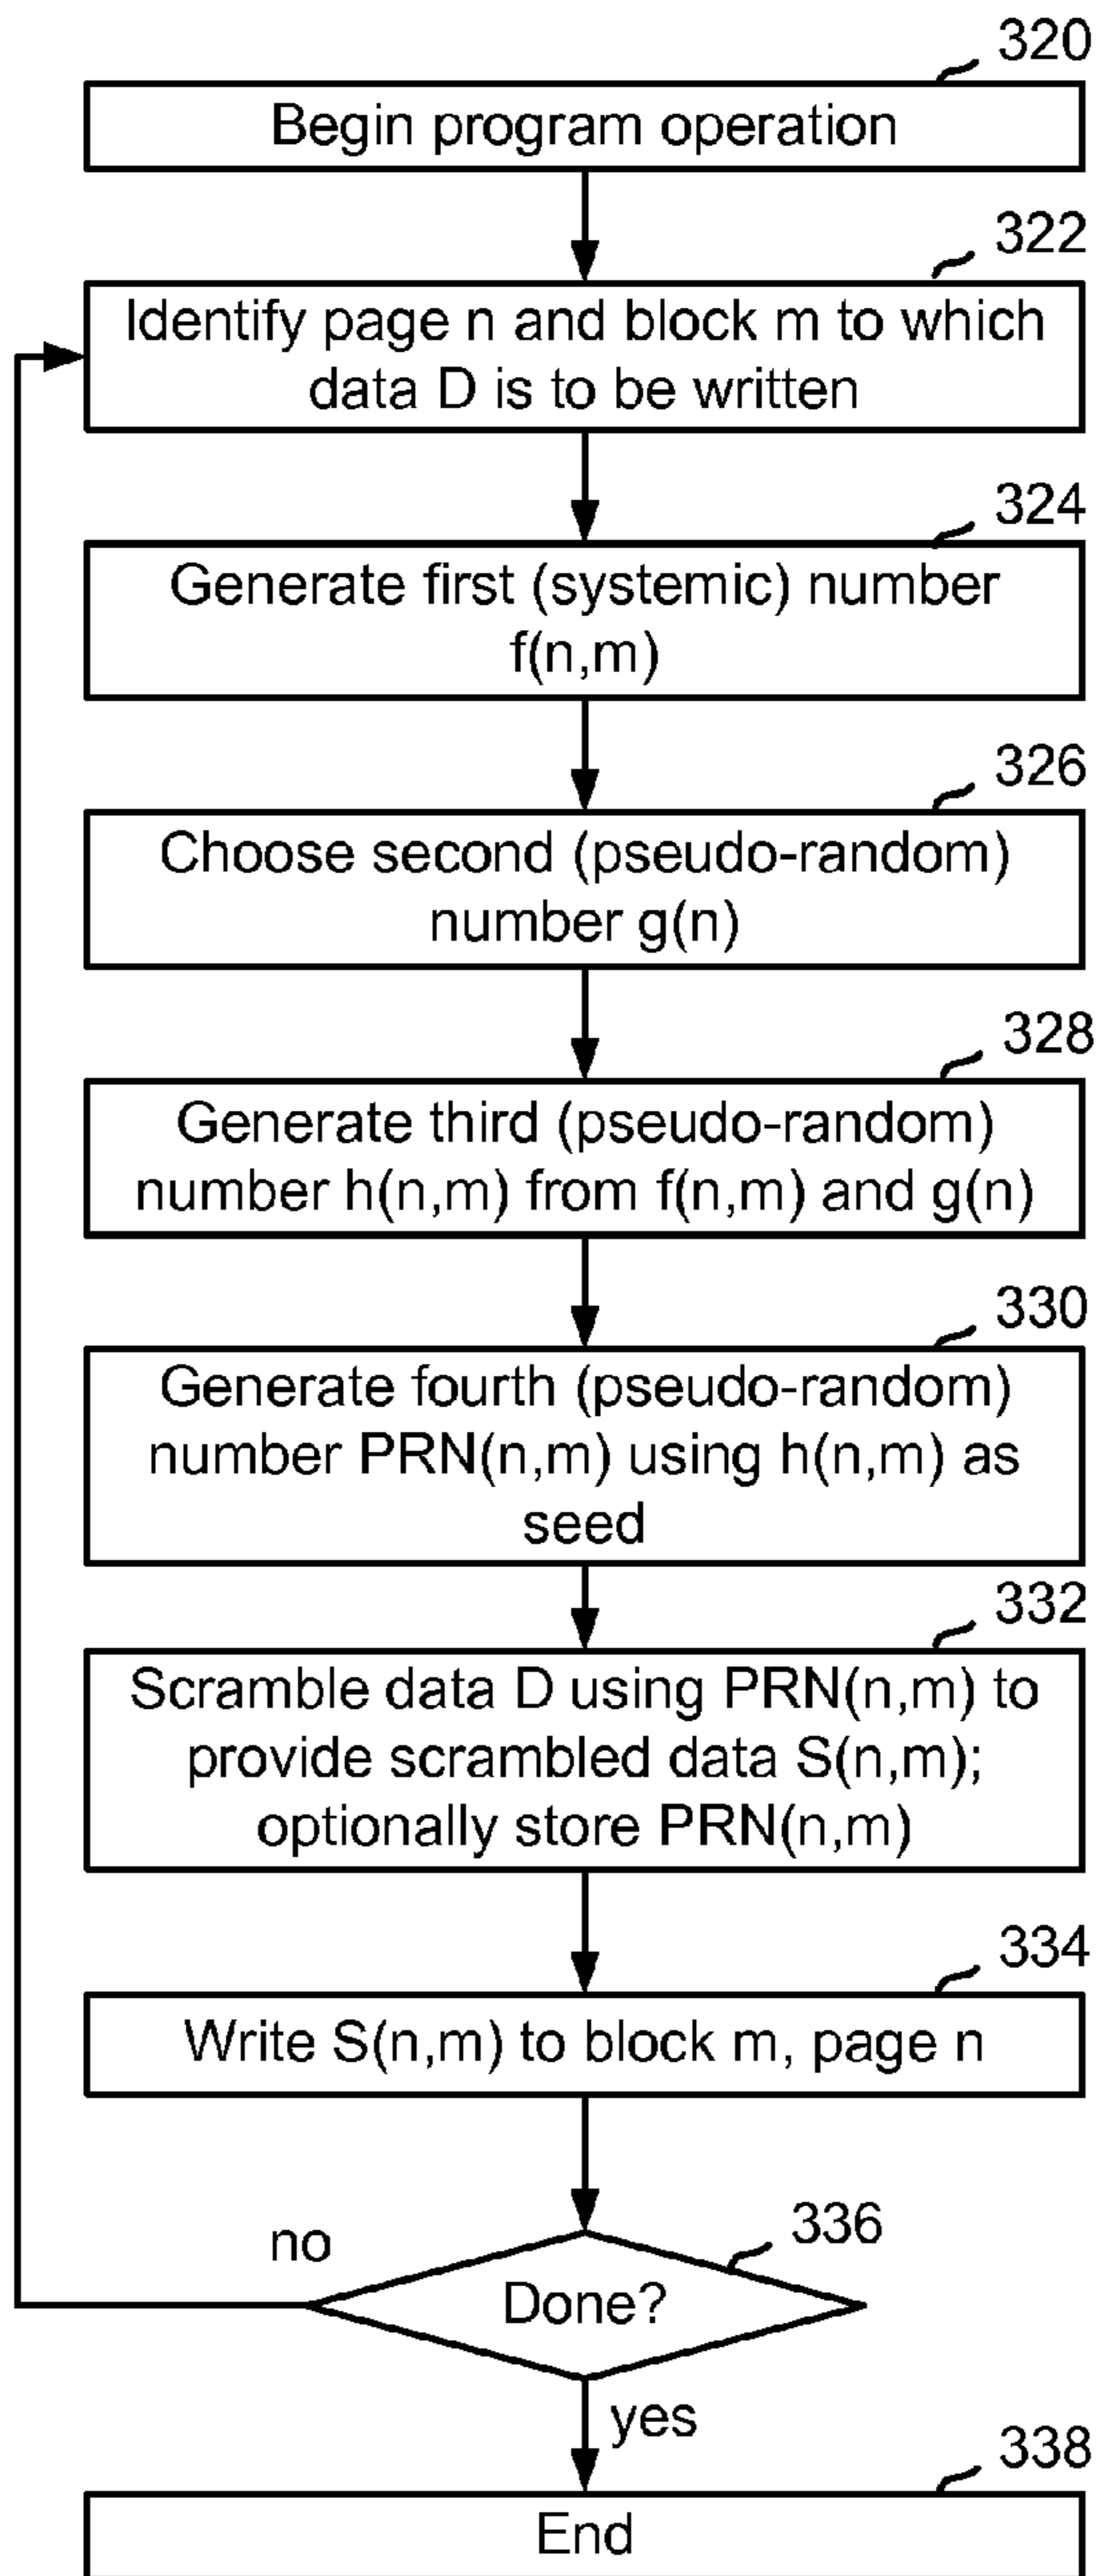 320
Begin program operation
322
Identify page n and block m to which
data D is to be written
324
Generate first (systemic) number
f(n,m)
326
Choose second (pseudo-random)
number g(n)
328
Generate third (pseudo-random)
number h(n,m) from f(n,m) and g(n)
330
Generate fourth (pseudo-random)
number PRN(n,m) using h(n,m) as
seed
332
Scramble data D using PRN(n,m) to
provide scrambled data S(n,m);
optionally store PRN(n,m)
334
Write S(n,m) to block m, page n
336
no
Done?
yes
338
End